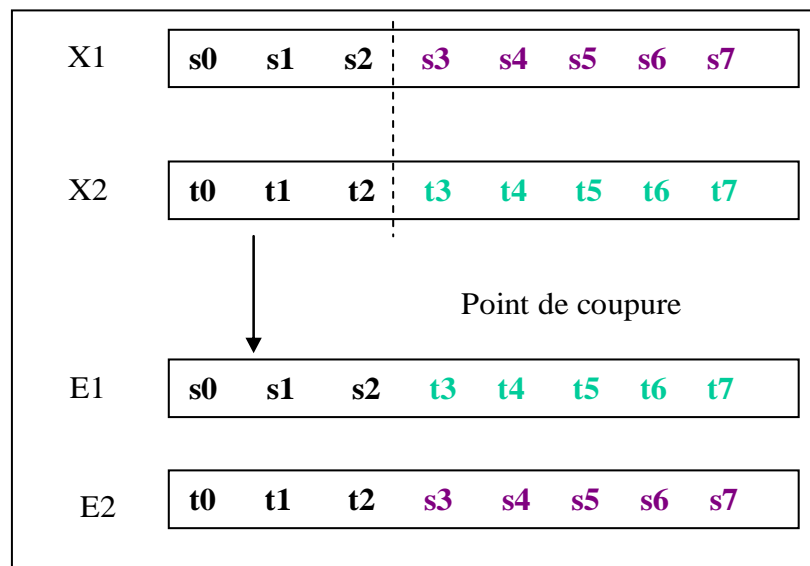 X1 s0 s1 s2 s3 s4 s5 s6 s7
X2 t0 t1 t2 t3 t4 t5 t6 t7
Point de coupure
E1 s0 s1 s2 t3 t4 t5 t6 t7
E2 t0 t1 t2 s3 s4 s5 s6 s7